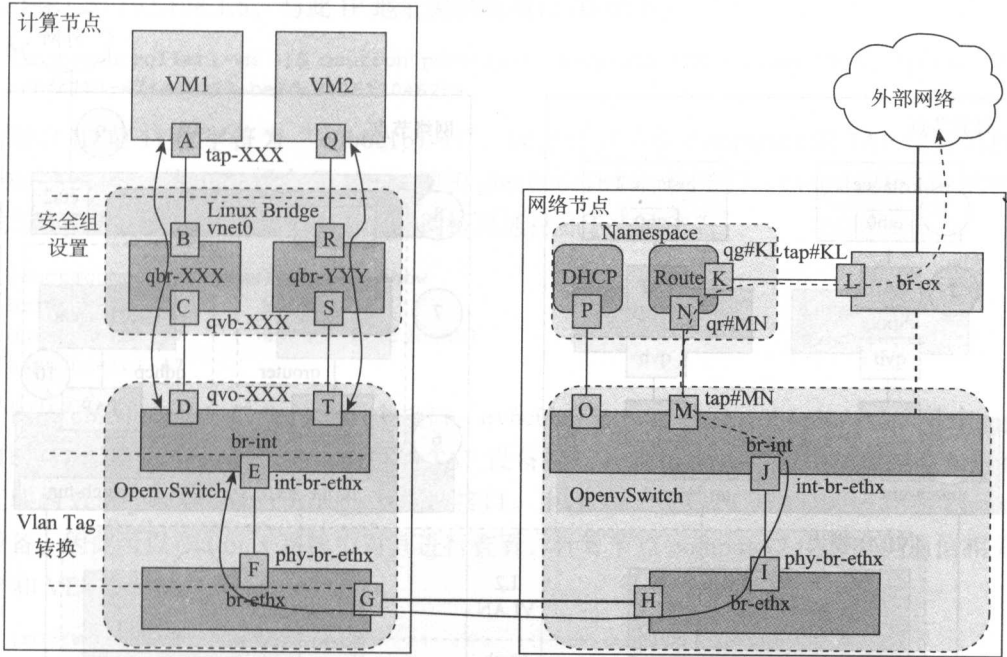 计算节点
VM1
VM2
A
tap-XXX
Q
安全组
设置
Linux Bridge
vnet0
B
R
qbr-XXX
qbr-YYY
C
S
qvb-XXX
D
qvo-XXX
T
br-int
E
int-br-ethx
OpenvSwitch
Vlan Tag
转换
F
phy-br-ethx
br-ethx
G
外部网络
网络节点
Namespace
DHCP
Route
K
qg#KL
tap#KL
L
br-ex
P
N
qr#MN
O
M
tap#MN
br-int
J
int-br-ethx
OpenvSwitch
I
phy-br-ethx
H
br-ethx